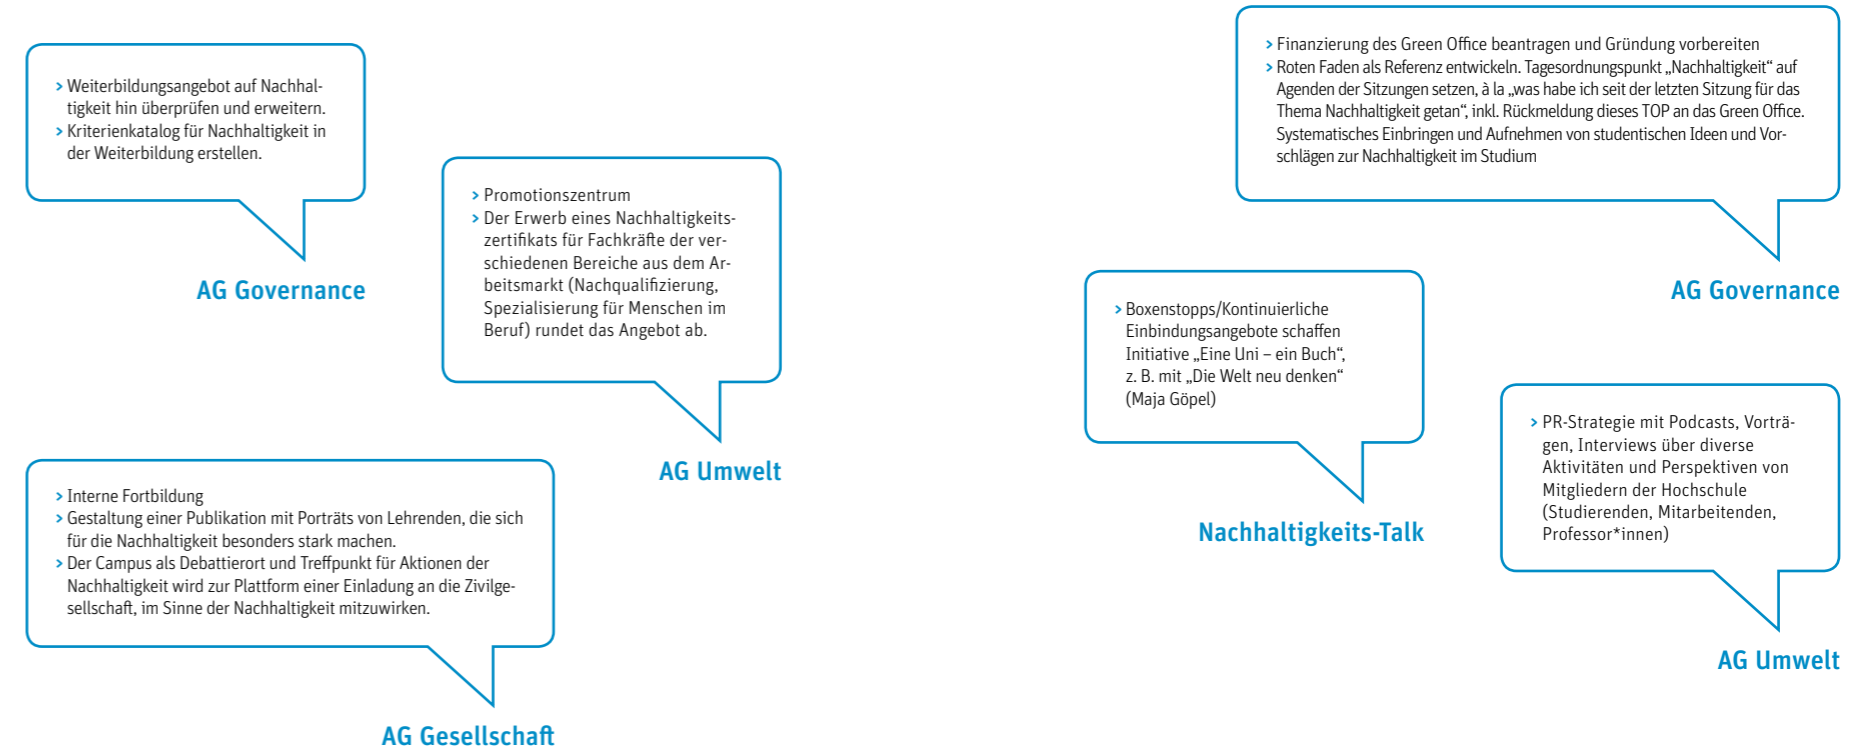 > Weiterbildungsangebot auf Nachhal-
tigkeit hin überprüfen und erweitern.
> Kriterienkatalog für Nachhaltigkeit in
der Weiterbildung erstellen.
AG Governance
> Promotionszentrum
> Der Erwerb eines Nachhaltigkeits-
zertifikats für Fachkräfte der ver-
schiedenen Bereiche aus dem Ar-
beitsmarkt (Nachqualifizierung,
Spezialisierung für Menschen im
Beruf) rundet das Angebot ab.
AG Umwelt
> Interne Fortbildung
> Gestaltung einer Publikation mit Porträts von Lehrenden, die sich
für die Nachhaltigkeit besonders stark machen.
> Der Campus als Debattierort und Treffpunkt für Aktionen der
Nachhaltigkeit wird zur Plattform einer Einladung an die Zivilge-
sellschaft, im Sinne der Nachhaltigkeit mitzuwirken.
AG Gesellschaft
> Finanzierung des Green Office beantragen und Gründung vorbereiten
> Roten Faden als Referenz entwickeln. Tagesordnungspunkt „Nachhaltigkeit“ auf
Agenden der Sitzungen setzen, à la „was habe ich seit der letzten Sitzung für das
Thema Nachhaltigkeit getan“, inkl. Rückmeldung dieses TOP an das Green Office.
Systematisches Einbringen und Aufnehmen von studentischen Ideen und Vor-
schlägen zur Nachhaltigkeit im Studium
AG Governance
> Boxenstopps/Kontinuierliche
Einbindungsangebote schaffen
Initiative „Eine Uni – ein Buch“,
z. B. mit „Die Welt neu denken“
(Maja Göpel)
Nachhaltigkeits-Talk
> PR-Strategie mit Podcasts, Vorträ-
gen, Interviews über diverse
Aktivitäten und Perspektiven von
Mitgliedern der Hochschule
(Studierenden, Mitarbeitenden,
Professor*innen)
AG Umwelt